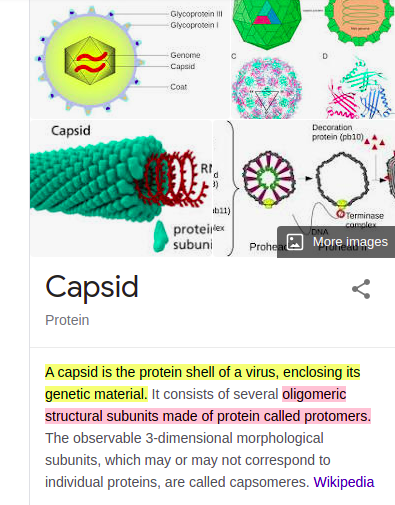 Glycoprotein III
Glycoprotein I
Genome
Capsid
Coat
C
D
Capsid
protei
subuni
Decoration
protein (pb10)
b11)
lex
Terminase
complex
DNA
Prohea
More images
Capsid
Protein
A capsid is the protein shell of a virus, enclosing its
genetic material. It consists of several oligomeric
structural subunits made of protein called protomers.
The observable 3-dimensional morphological
subunits, which may or may not correspond to
individual proteins, are called capsomeres. Wikipedia